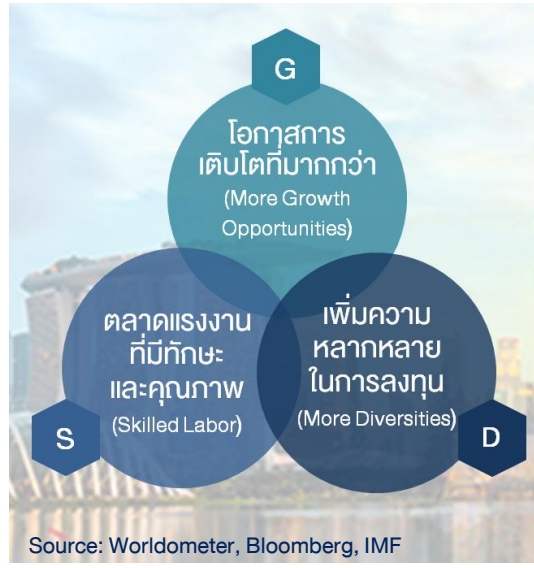 G
โอกาสการ
เติบโตที่มากกว่า
(More Growth
Opportunities)
ตลาดแรงงาน
ที่มีทักษะ
และคุณภาพ
(Skilled Labor)
S
เพิ่มความ
หลากหลาย
ในการลงทุน
(More Diversities)
D
Source: Worldometer, Bloomberg, IMF